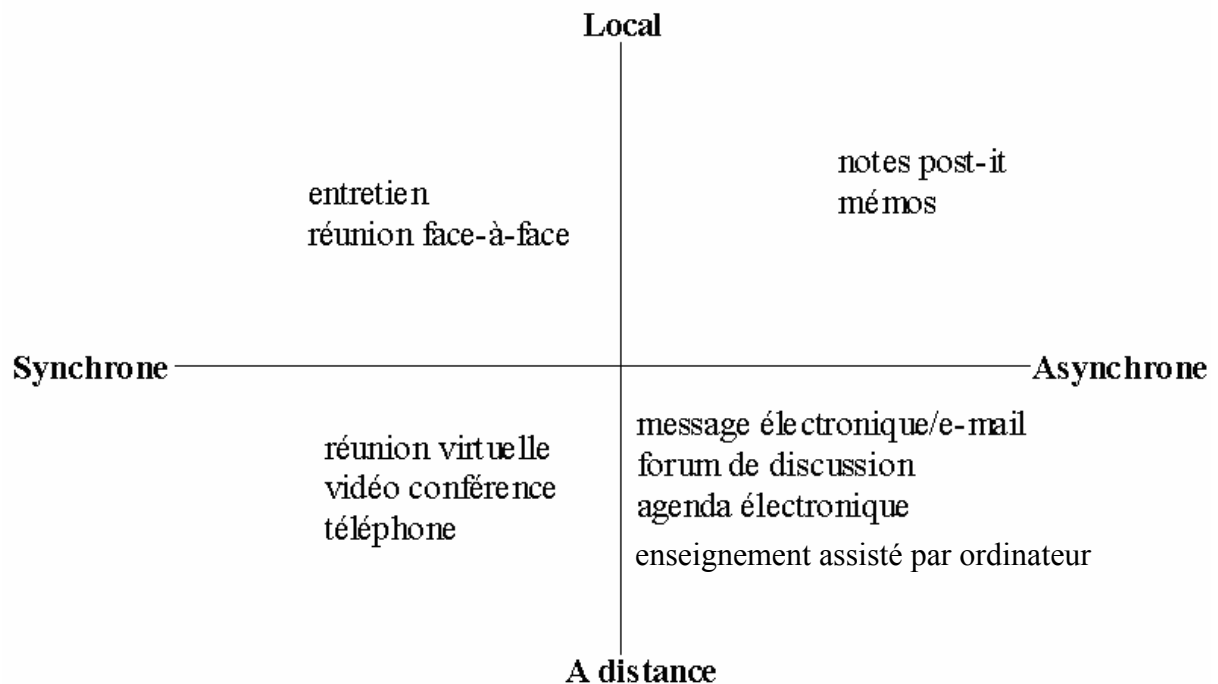 Local
entretien
réunion face-à-face
notes post-it
mémos
Synchrone
Asynchrone
réunion virtuelle
vidéo conférence
téléphone
message électronique/e-mail
forum de discussion
agenda électronique
enseignement assisté par ordinateur
A distance